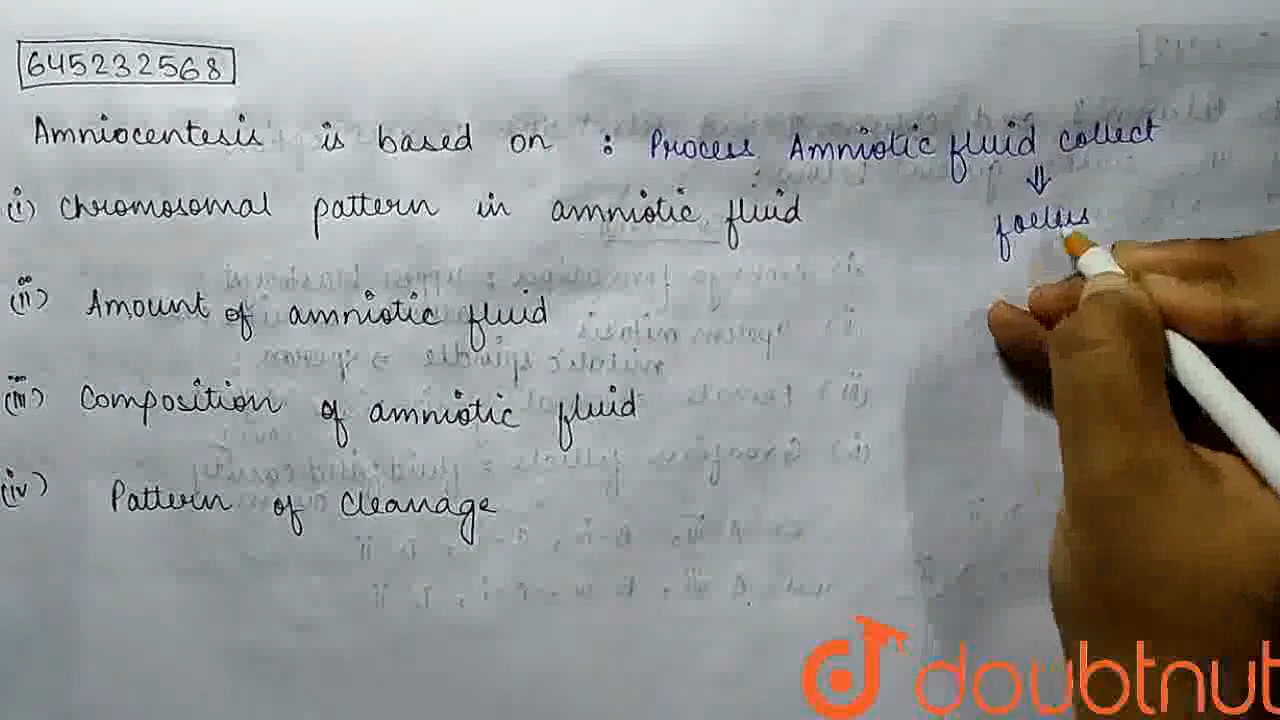 645232568
Amniocentesis is based on : Process Amniotic fluid collect
⇓
(i) Chromosomal pattern in amniotic fluid
foetus
(ii) Amount of amniotic fluid
(iii) Composition of amniotic fluid
(iv) Pattern of Cleanage
doubtnut